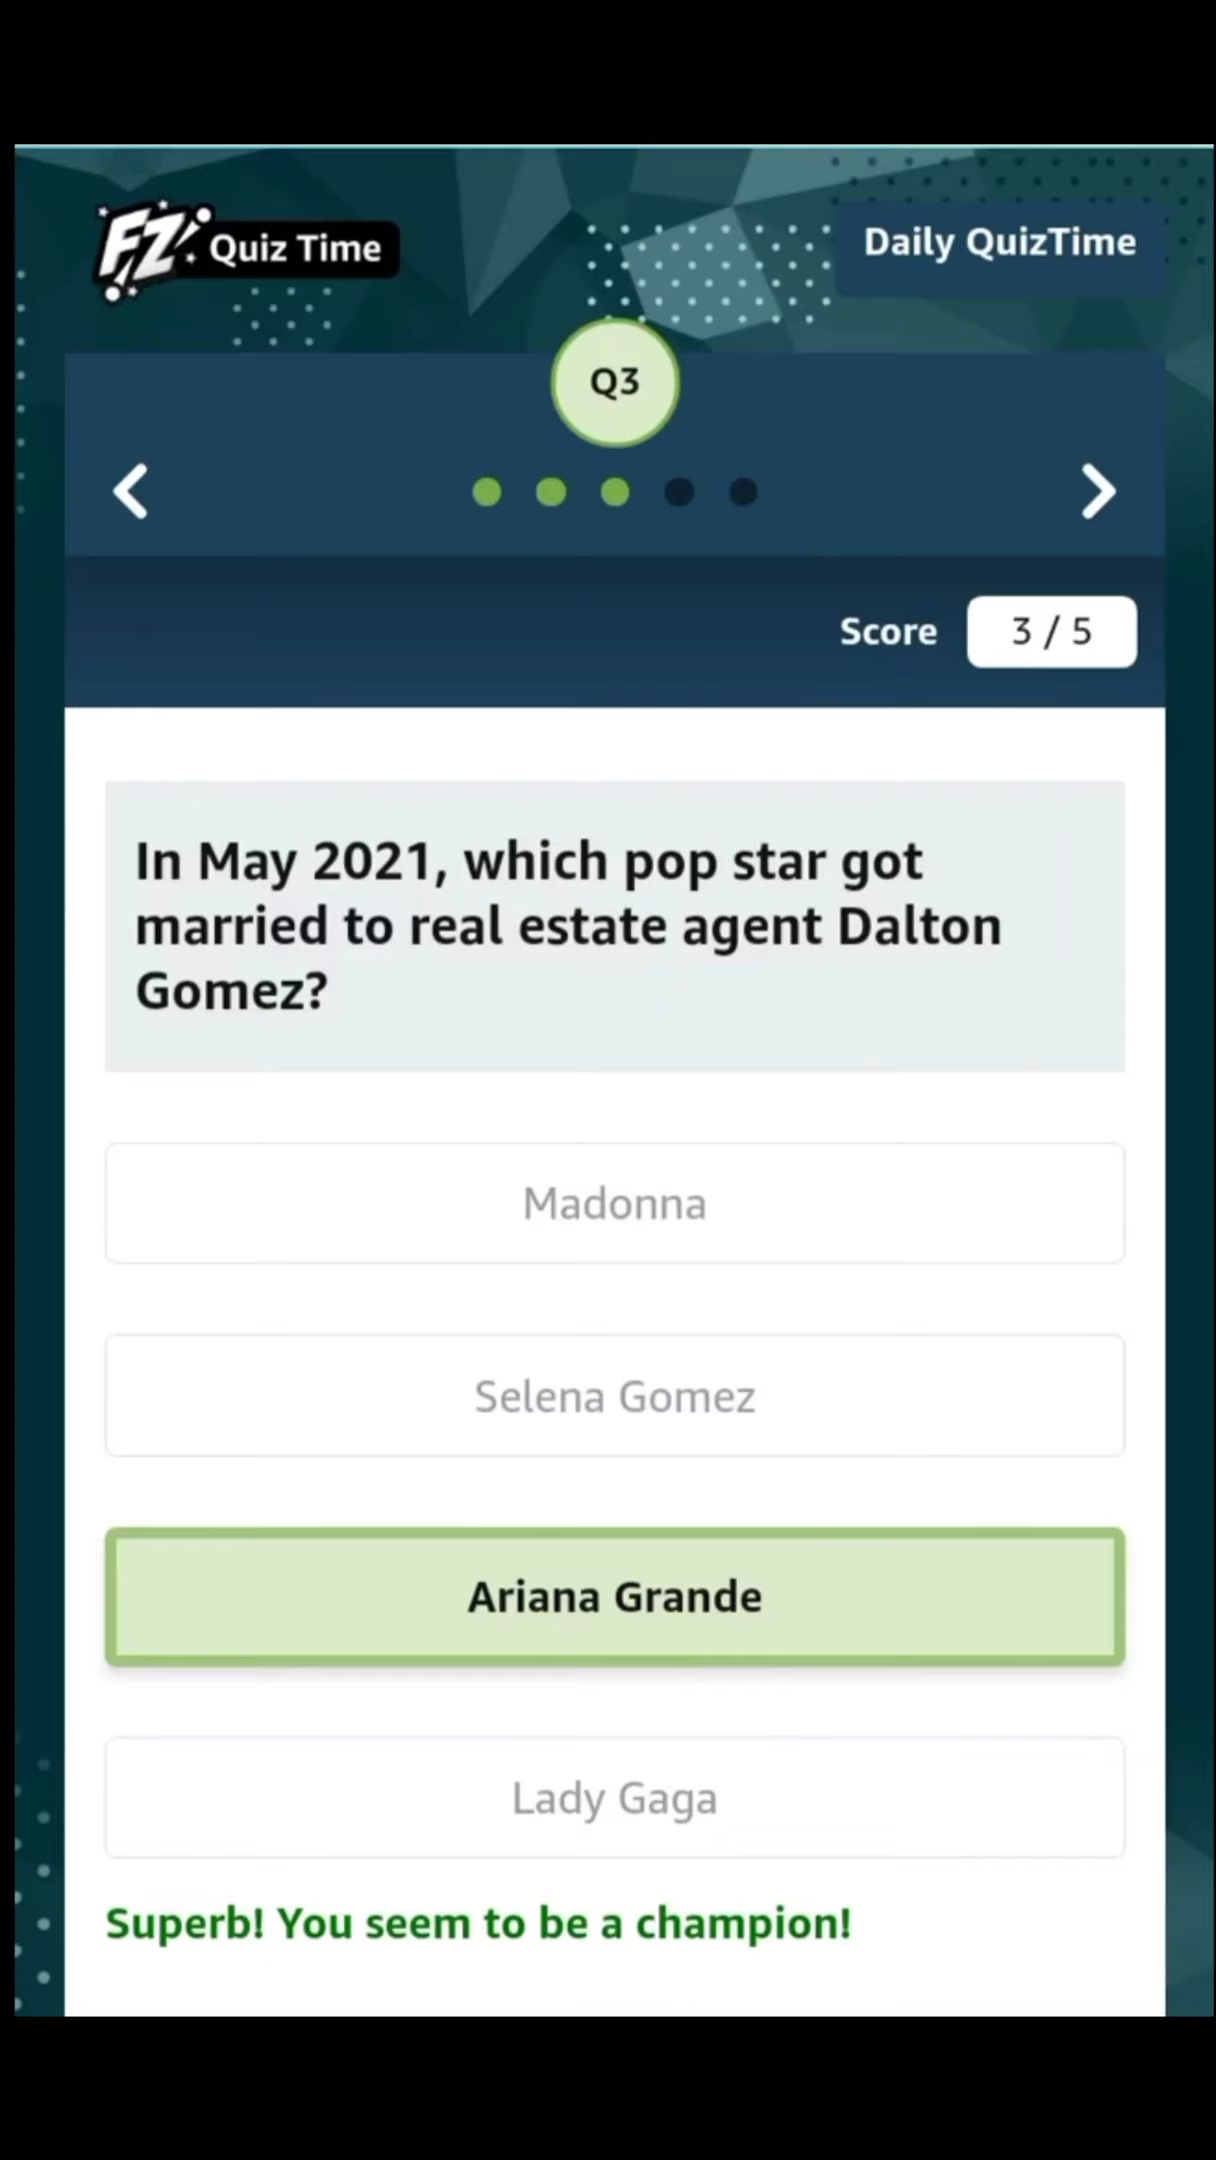 FZ Quiz Time
Daily QuizTime
Q3
Score 3 / 5
In May 2021, which pop star got
married to real estate agent Dalton
Gomez?
Madonna
Selena Gomez
Ariana Grande
Lady Gaga
Superb! You seem to be a champion!